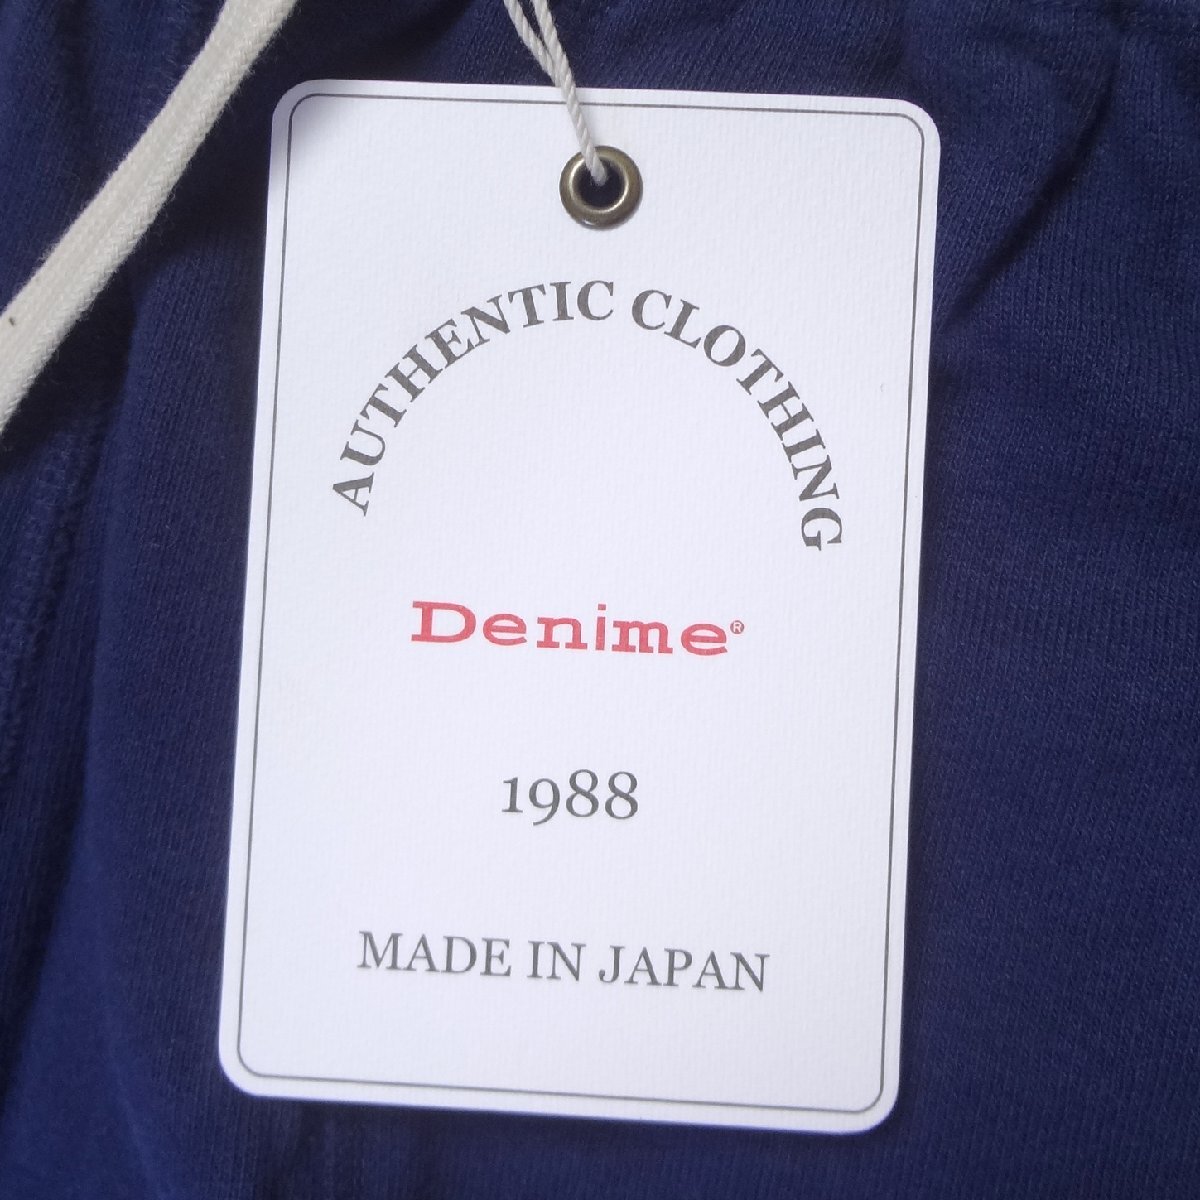 AUTHENTIC CLOTHING
Denime®
1988
MADE IN JAPAN